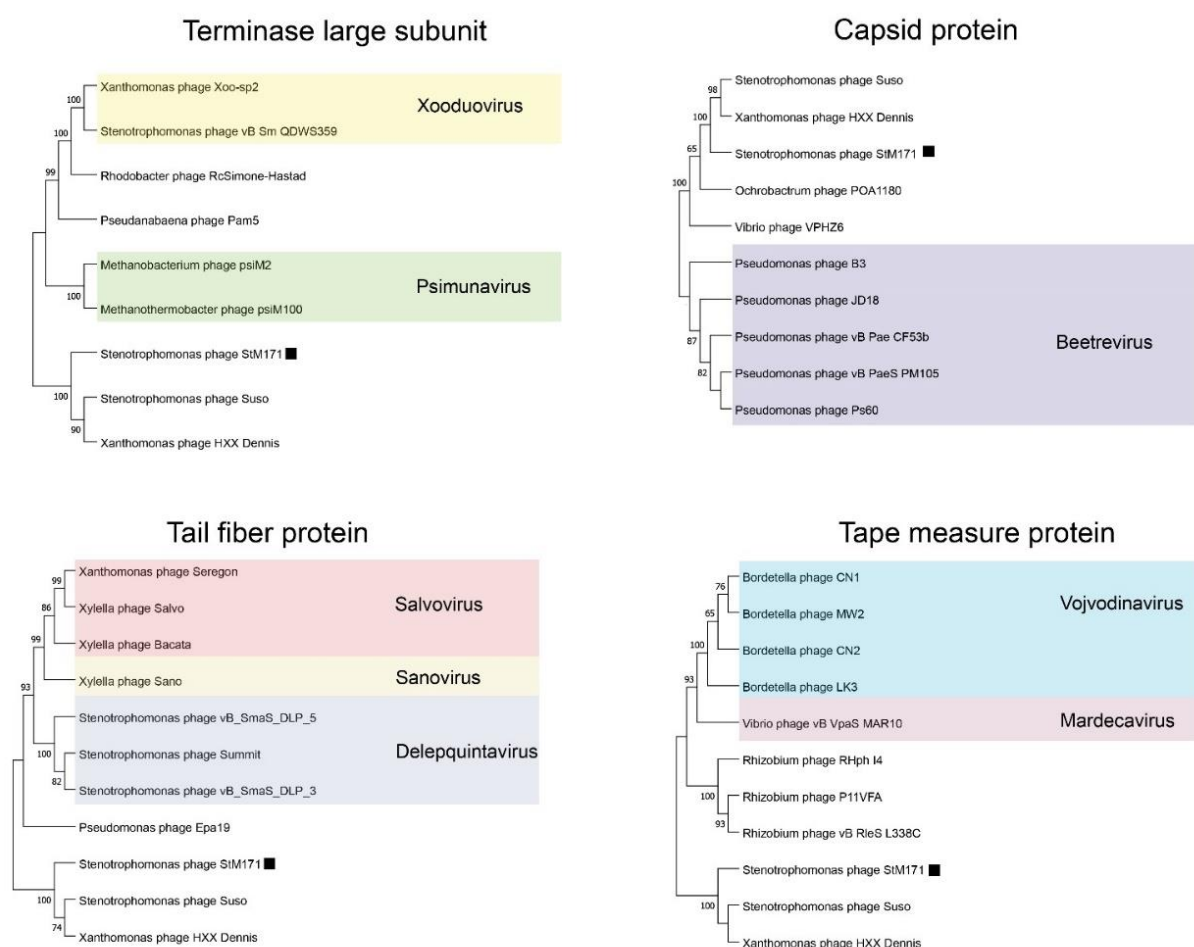 Terminase large subunit
100
Xanthomonas phage Xoo-sp2
Xooduovirus
Stenotrophomonas phage vB Sm QDWS359
100
99
Rhodobacter phage RcSimone-Hastad
Pseudanabaena phage Pam5
Methanobacterium phage psiM2
Psimunavirus
100
Methanothermobacter phage psiM100
Stenotrophomonas phage StM171
100
Stenotrophomonas phage Suso
90
Xanthomonas phage HXX Dennis
Capsid protein
Stenotrophomonas phage Suso
98
Xanthomonas phage HXX Dennis
100
Stenotrophomonas phage StM171
65
Ochrobactrum phage POA1180
100
Vibrio phage VPHZ6
Pseudomonas phage B3
Pseudomonas phage JD18
87
Pseudomonas phage vB Pae CF53b
Beetrevirus
82
Pseudomonas phage vB PaeS PM105
Pseudomonas phage Ps60
Tail fiber protein
Xanthomonas phage Seregon
99
Xylella phage Salvo
Salvovirus
86
Xylella phage Bacata
99
Xylella phage Sano
Sanovirus
93
Stenotrophomonas phage vB_SmaS_DLP_5
100
Stenotrophomonas phage Summit
Delepquintavirus
82
Stenotrophomonas phage vB_SmaS_DLP_3
Pseudomonas phage Epa19
Stenotrophomonas phage StM171
100
Stenotrophomonas phage Suso
74
Xanthomonas phage HXX Dennis
Tape measure protein
Bordetella phage CN1
76
Vojvodinavirus
Bordetella phage MW2
65
Bordetella phage CN2
100
Bordetella phage LK3
93
Vibrio phage vB VpaS MAR10
Mardecavirus
Rhizobium phage RHph I4
100
Rhizobium phage P11VFA
93
Rhizobium phage vB RleS L338C
Stenotrophomonas phage StM171
100
Stenotrophomonas phage Suso
Xanthomonas phage HXX Dennis